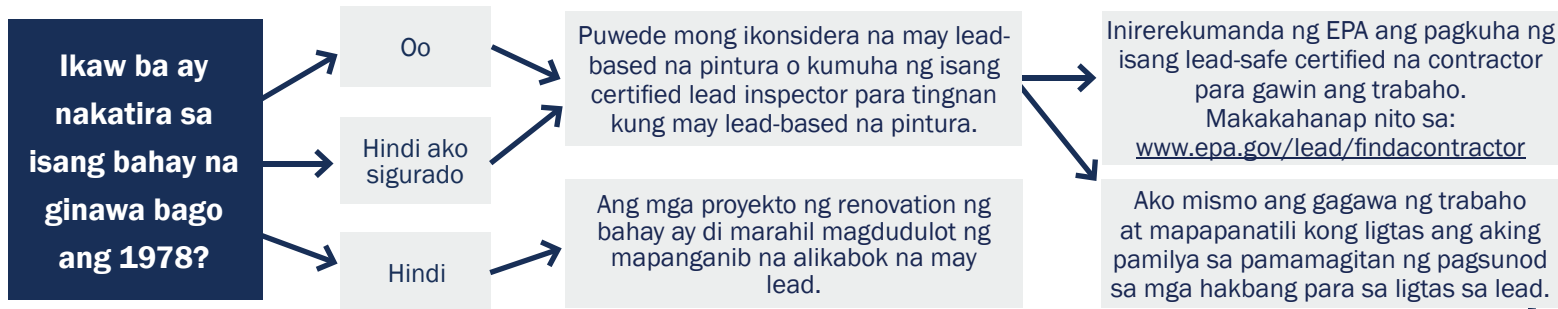 Ikaw ba ay
nakatira sa
isang bahay na
ginawa bago
ang 1978?
Oo
Hindi ako
sigurado
Hindi
Puwede mong ikonsidera na may lead-
based na pintura o kumuha ng isang
certified lead inspector para tingnan
kung may lead-based na pintura.
Ang mga proyekto ng renovation ng
bahay ay di marahil magdudulot ng
mapanganib na alikabok na may
lead.
Inirerekumanda ng EPA ang pagkuha ng
isang lead-safe certified na contractor
para gawin ang trabaho.
Makakahanap nito sa:
www.epa.gov/lead/findacontractor
Ako mismo ang gagawa ng trabaho
at mapapanatili kong ligtas ang aking
pamilya sa pamamagitan ng pagsunod
sa mga hakbang para sa ligtas sa lead.